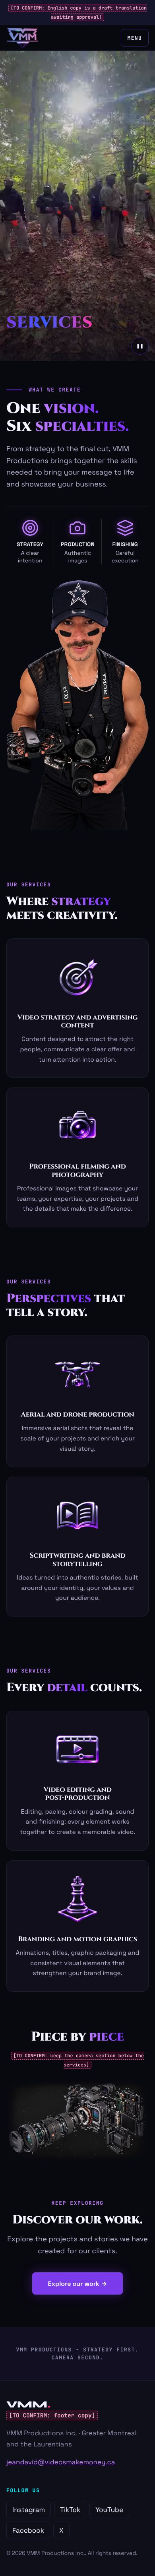 [TO CONFIRM: English copy is a draft translation
awaiting approval]
VMM
MENU
SERVICES
WHAT WE CREATE
One vision.
Six specialties.
From strategy to the final cut, VMM
Productions brings together the skills
needed to bring your message to life
and showcase your business.
STRATEGY
A clear
intention
PRODUCTION
Authentic
images
FINISHING
Careful
execution
OUR SERVICES
Where strategy
meets creativity.
Video strategy and advertising
content
Content designed to attract the right
people, communicate a clear offer and
turn attention into action.
Professional filming and
photography
Professional images that showcase your
teams, your expertise, your projects and
the details that make the difference.
OUR SERVICES
Perspectives that
tell a story.
Aerial and drone production
Immersive aerial shots that reveal the
scale of your projects and enrich your
visual story.
Scriptwriting and brand
storytelling
Ideas turned into authentic stories, built
around your identity, your values and
your audience.
OUR SERVICES
Every detail counts.
Video editing and
post-production
Editing, pacing, colour grading, sound
and finishing: every element works
together to create a memorable video.
Branding and motion graphics
Animations, titles, graphic packaging and
consistent visual elements that
strengthen your brand image.
Piece by piece
[TO CONFIRM: keep the camera section below the
services]
KEEP EXPLORING
Discover our work.
Explore the projects and stories we have
created for our clients.
Explore our work →
VMM PRODUCTIONS • STRATEGY FIRST.
CAMERA SECOND.
VMM.
[TO CONFIRM: footer copy]
VMM Productions Inc. · Greater Montreal
and the Laurentians
jeandavid@videosmakemoney.ca
FOLLOW US
Instagram
TikTok
YouTube
Facebook
X
© 2026 VMM Productions Inc., All rights reserved.